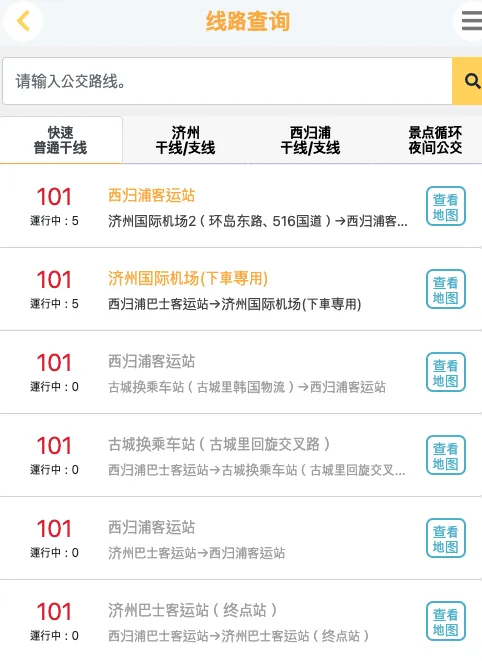 线路查询
请输入公交路线。
快速
普通干线
济州
干线/支线
西归浦
干线/支线
景点循环
夜间公交
101
運行中 : 5
西归浦客运站
济州国际机场2 ( 环岛东路、516国道 ) →西归浦客...
查看
地图
101
運行中 : 5
济州国际机场(下車専用)
西归浦巴士客运站→济州国际机场(下車専用)
查看
地图
101
運行中 : 0
西归浦客运站
古城换乘车站 ( 古城里韩国物流 ) →西归浦客运站
查看
地图
101
運行中 : 0
古城换乘车站 ( 古城里回旋交叉路 )
西归浦巴士客运站→古城换乘车站 ( 古城里回旋交叉...
查看
地图
101
運行中 : 0
西归浦客运站
济州巴士客运站→西归浦客运站
查看
地图
101
運行中 : 0
济州巴士客运站 ( 终点站 )
西归浦巴士客运站→济州巴士客运站 ( 终点站 )
查看
地图